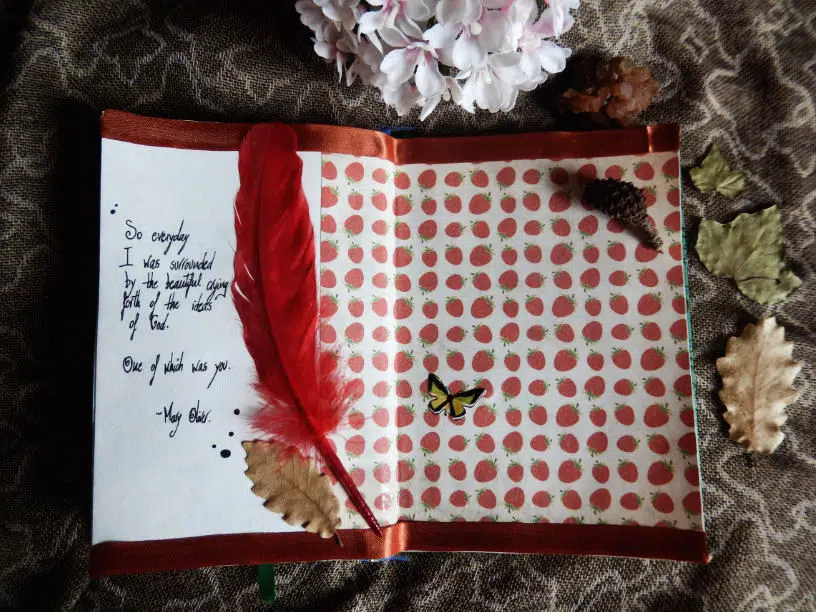 So everyday
I was surrounded
by the beautiful crying
forth of the ideas
of God.
One of which was you.
~Mary Oliver.